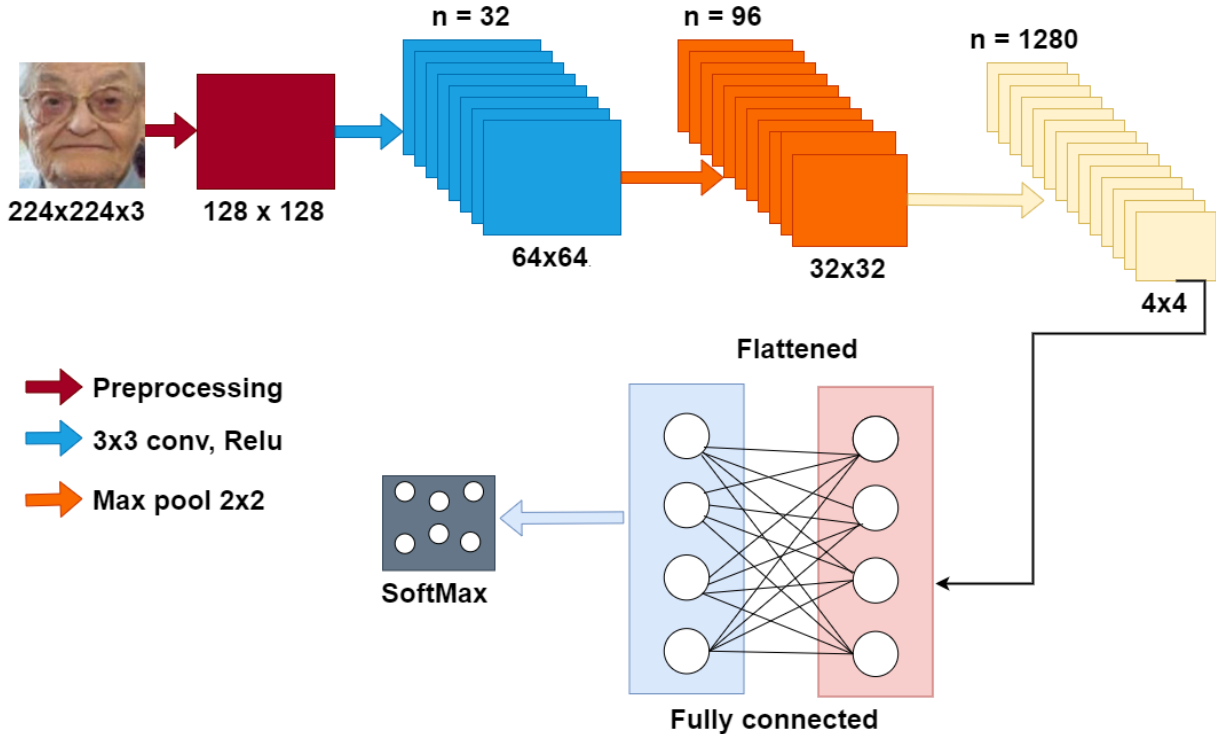 n = 32
n = 96
n = 1280
224x224x3
128 x 128
64x64.
32x32
4x4
Flattened
Preprocessing
3x3 conv, Relu
Max pool 2x2
SoftMax
Fully connected